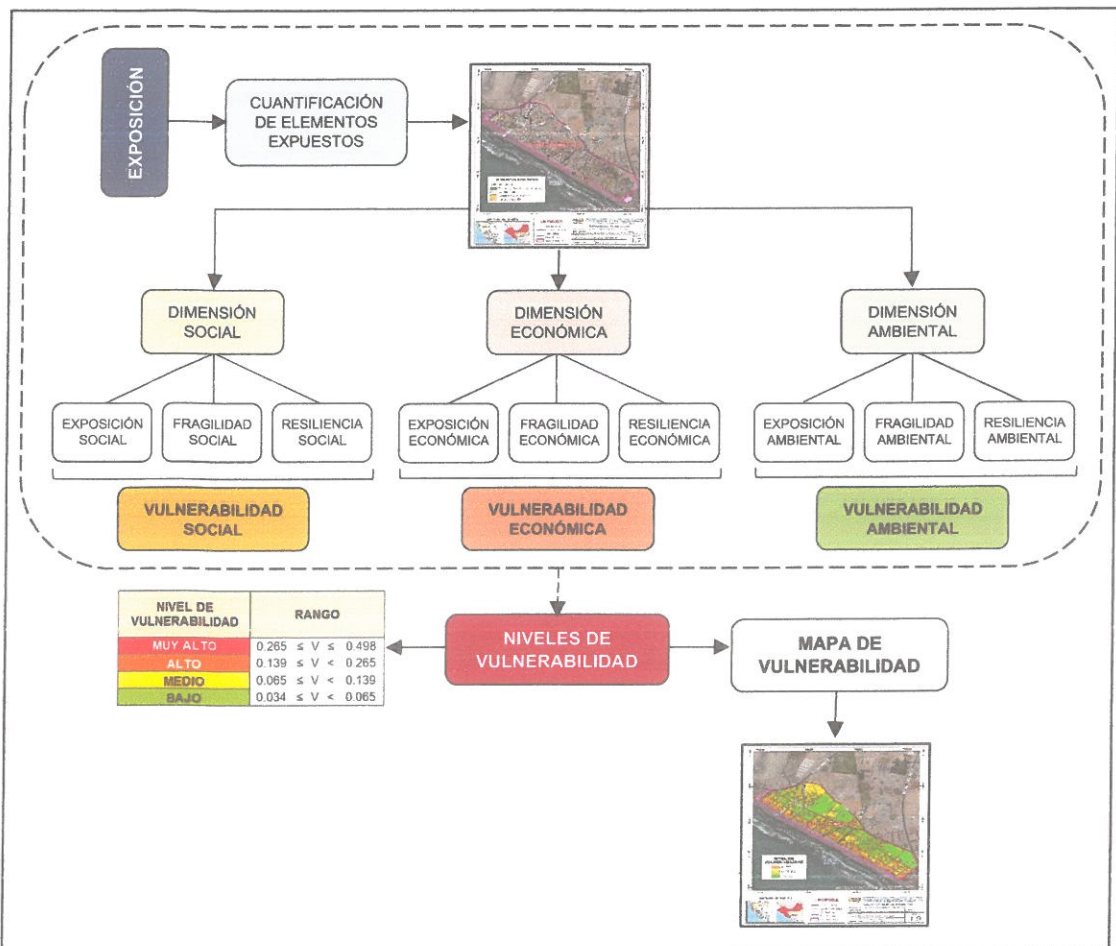 EXPOSICIÓN
CUANTIFICACIÓN
DE ELEMENTOS
EXPUESTOS
DIMENSIÓN
SOCIAL
DIMENSIÓN
ECONÓMICA
DIMENSIÓN
AMBIENTAL
EXPOSICIÓN
SOCIAL
FRAGILIDAD
SOCIAL
RESILIENCIA
SOCIAL
EXPOSICIÓN
ECONÓMICA
FRAGILIDAD
ECONÓMICA
RESILIENCIA
ECONÓMICA
EXPOSICIÓN
AMBIENTAL
FRAGILIDAD
AMBIENTAL
RESILIENCIA
AMBIENTAL
VULNERABILIDAD
SOCIAL
VULNERABILIDAD
ECONÓMICA
VULNERABILIDAD
AMBIENTAL
NIVEL DE
VULNERABILIDAD
RANGO
MUY ALTO 0.265 ≤ V ≤ 0.498
ALTO 0.139 ≤ V < 0.265
MEDIO 0.065 ≤ V < 0.139
BAJO 0.034 ≤ V < 0.065
NIVELES DE
VULNERABILIDAD
MAPA DE
VULNERABILIDAD